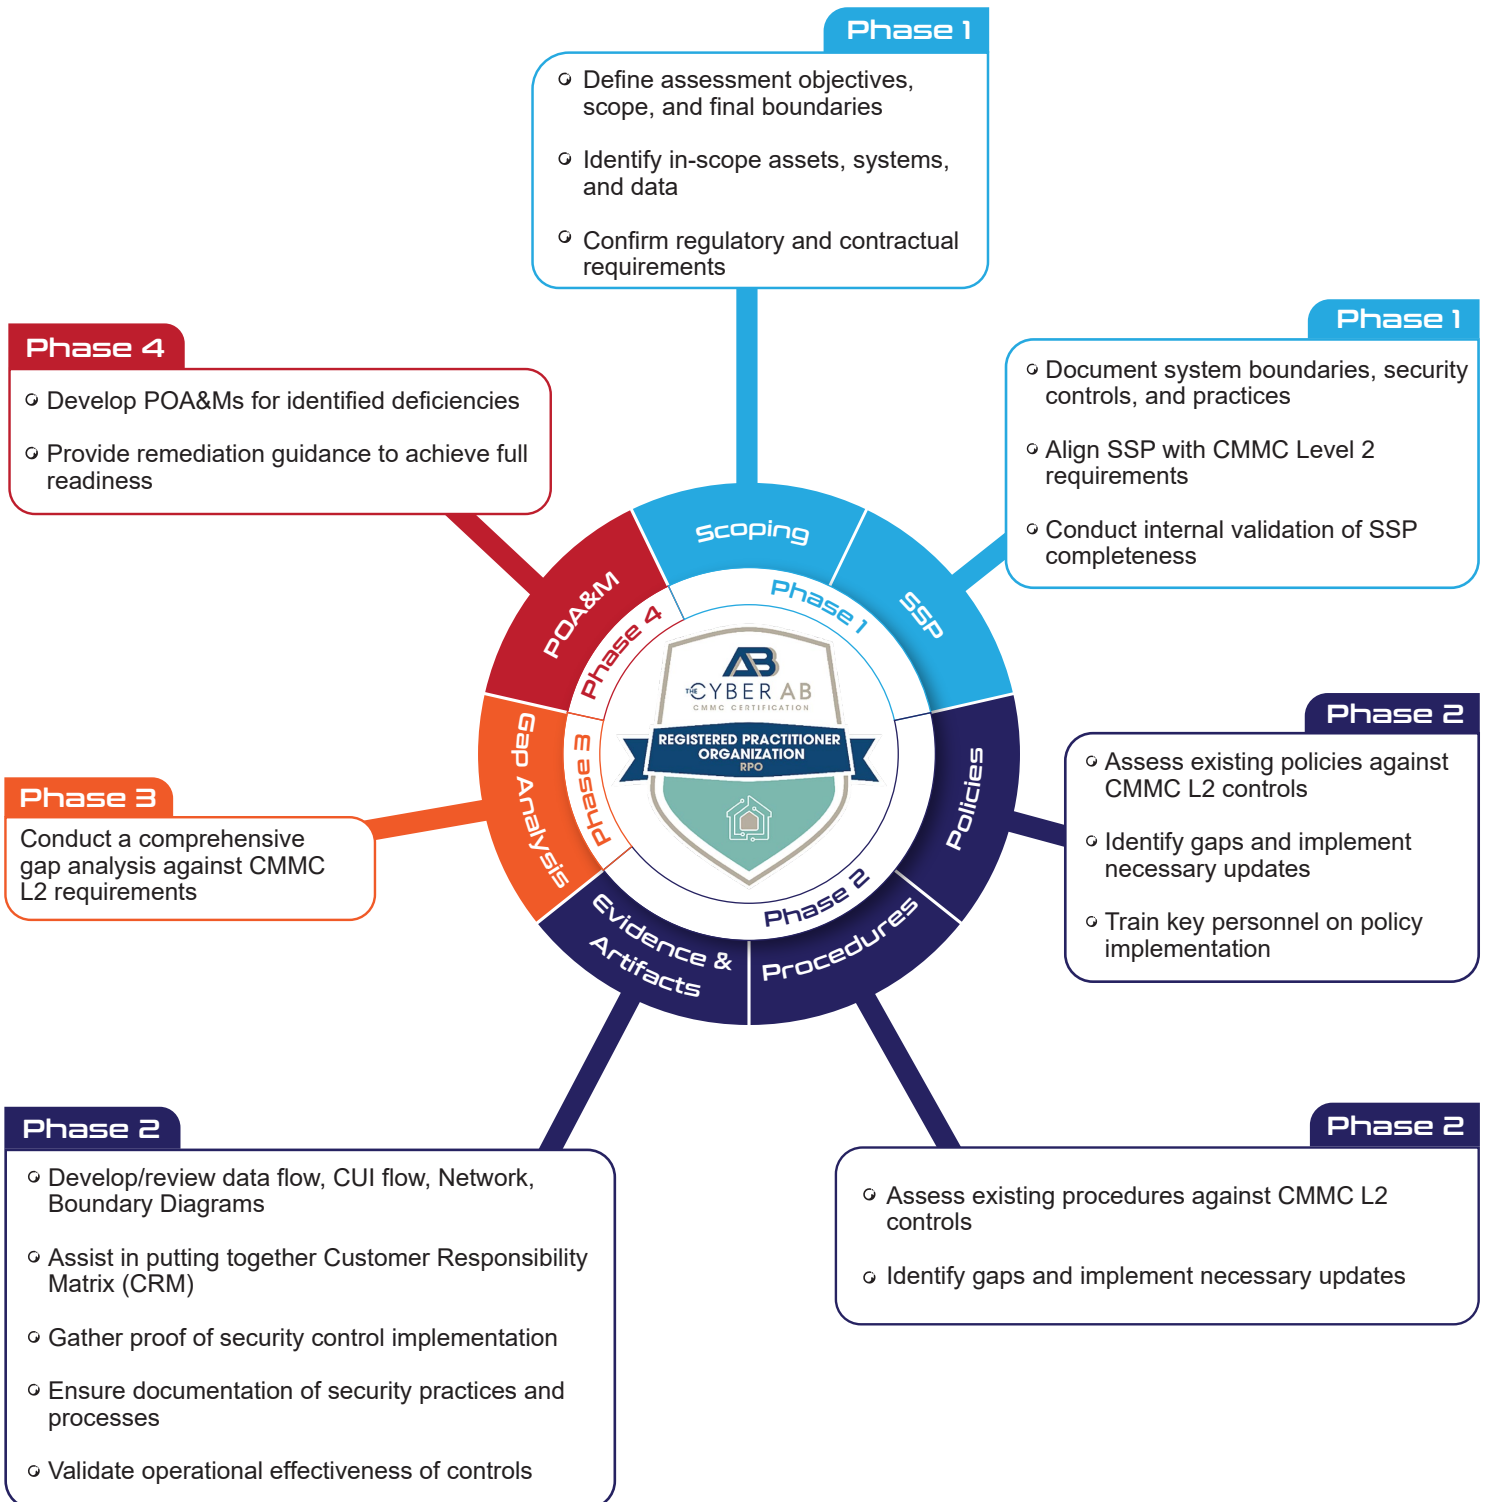 Phase 1
Define assessment objectives,
scope, and final boundaries
Identify in-scope assets, systems,
and data
Confirm regulatory and contractual
requirements
Phase 1
Document system boundaries, security
controls, and practices
Align SSP with CMMC Level 2
requirements
Conduct internal validation of SSP
completeness
Phase 4
Develop POA&Ms for identified deficiencies
Provide remediation guidance to achieve full
readiness
Scoping
SSP
Policies
Procedures
Evidence &
Artifacts
Gap Analysis
POA&M
Phase 1
Phase 2
Phase 3
Phase 4
AB
THE CYBER AB
CMMC CERTIFICATION
REGISTERED PRACTITIONER
ORGANIZATION
RPO
Phase 2
Assess existing policies against
CMMC L2 controls
Identify gaps and implement
necessary updates
Train key personnel on policy
implementation
Phase 3
Conduct a comprehensive
gap analysis against CMMC
L2 requirements
Phase 2
Develop/review data flow, CUI flow, Network,
Boundary Diagrams
Assist in putting together Customer Responsibility
Matrix (CRM)
Gather proof of security control implementation
Ensure documentation of security practices and
processes
Validate operational effectiveness of controls
Phase 2
Assess existing procedures against CMMC L2
controls
Identify gaps and implement necessary updates